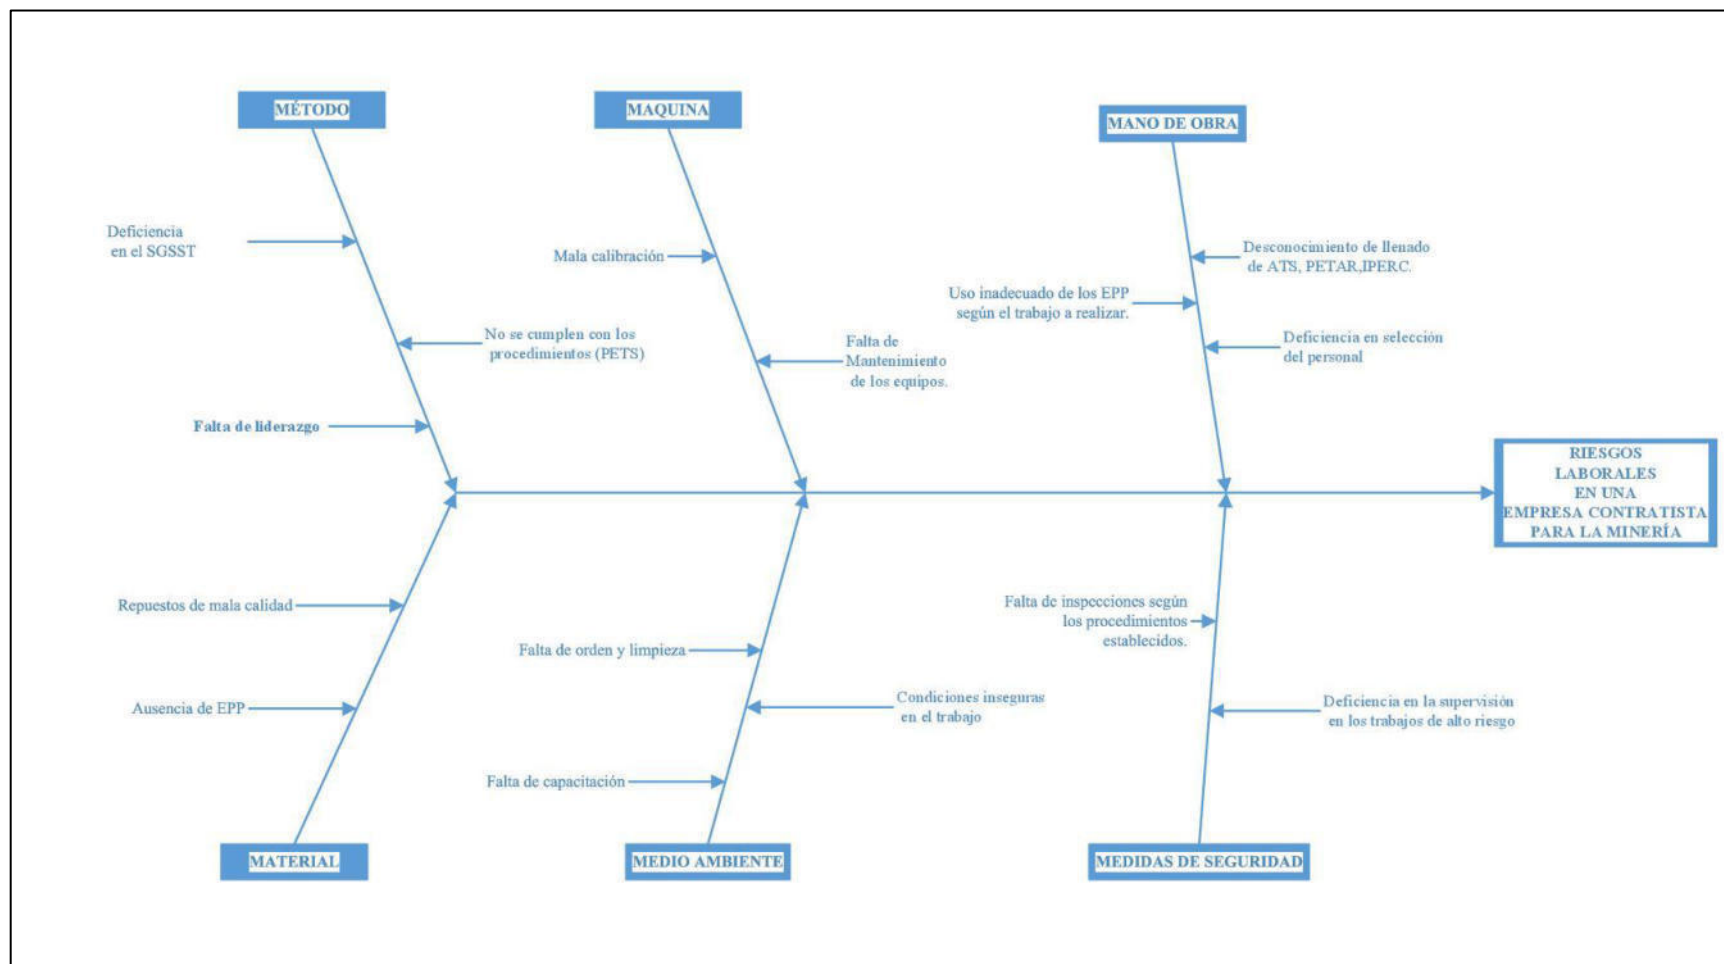 MÉTODO
MAQUINA
MANO DE OBRA
Deficiencia
en el SGSST
No se cumplen con los
procedimientos (PETS)
Falta de liderazgo
Mala calibración
Falta de
Mantenimiento
de los equipos.
Desconocimiento de llenado
de ATS, PETAR,IPERC.
Uso inadecuado de los EPP
según el trabajo a realizar.
Deficiencia en selección
del personal
RIESGOS
LABORALES
EN UNA
EMPRESA CONTRATISTA
PARA LA MINERÍA
Repuestos de mala calidad
Ausencia de EPP
Falta de orden y limpieza
Condiciones inseguras
en el trabajo
Falta de capacitación
Falta de inspecciones según
los procedimientos
establecidos.
Deficiencia en la supervisión
en los trabajos de alto riesgo
MATERIAL
MEDIO AMBIENTE
MEDIDAS DE SEGURIDAD